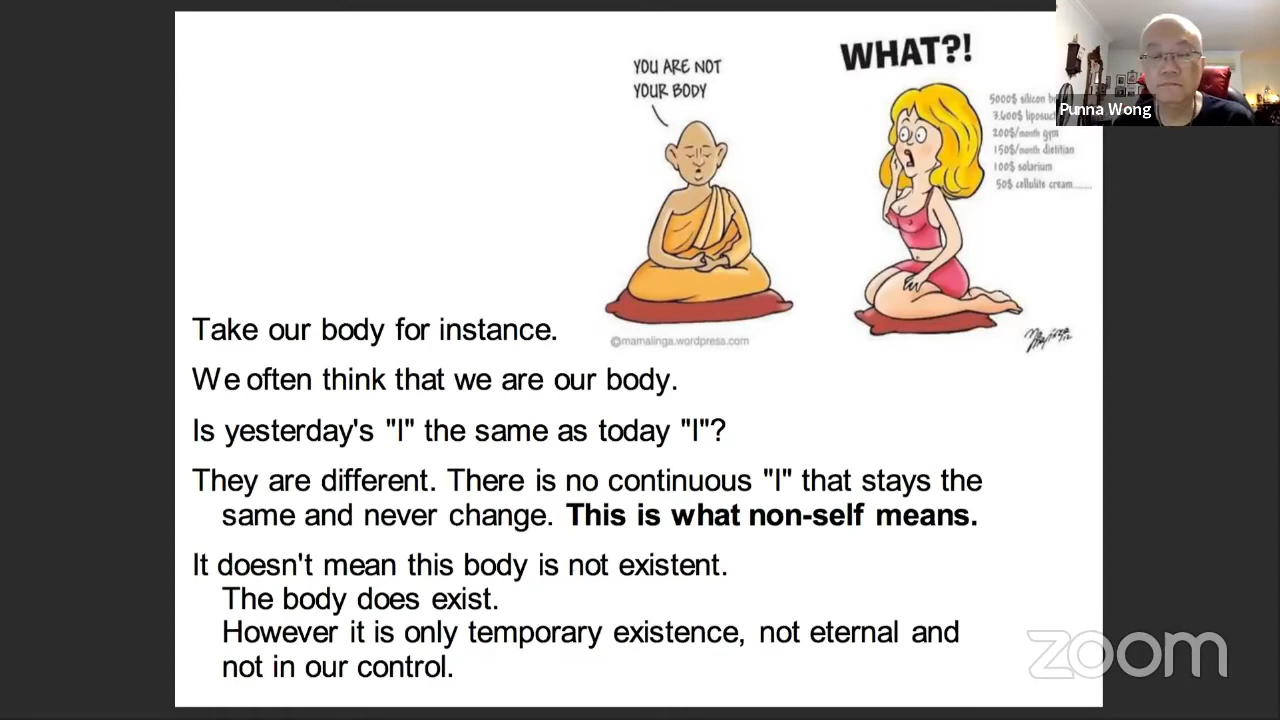 YOU ARE NOT
YOUR BODY
WHAT?!
5000$ silicon
3.600$
200$/month gym
150$/month dietitian
100$ solarium
50$ cellulite cream........
Punna Wong
©mamalinga.wordpress.com
Take our body for instance.
We often think that we are our body.
Is yesterday's "I" the same as today "I"?
They are different. There is no continuous "I" that stays the
same and never change. This is what non-self means.
It doesn't mean this body is not existent.
The body does exist.
However it is only temporary existence, not eternal and
not in our control.
zoom